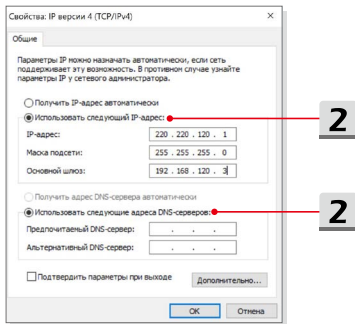 Свойства: IP версии 4 (TCP/IPv4)
Общие
Параметры IP можно назначать автоматически, если сеть
поддерживает эту возможность. В противном случае узнайте
параметры IP у сетевого администратора.
Получить IP-адрес автоматически
Использовать следующий IP-адрес:
2
IP-адрес: 220 . 220 . 120 . 1
Маска подсети: 255 . 255 . 255 . 0
Основной шлюз: 192 . 168 . 120 . 3
Получить адрес DNS-сервера автоматически
Использовать следующие адреса DNS-серверов:
2
Предпочитаемый DNS-сервер: . . .
Альтернативный DNS-сервер: . . .
Подтвердить параметры при выходе
Дополнительно...
ОК Отмена